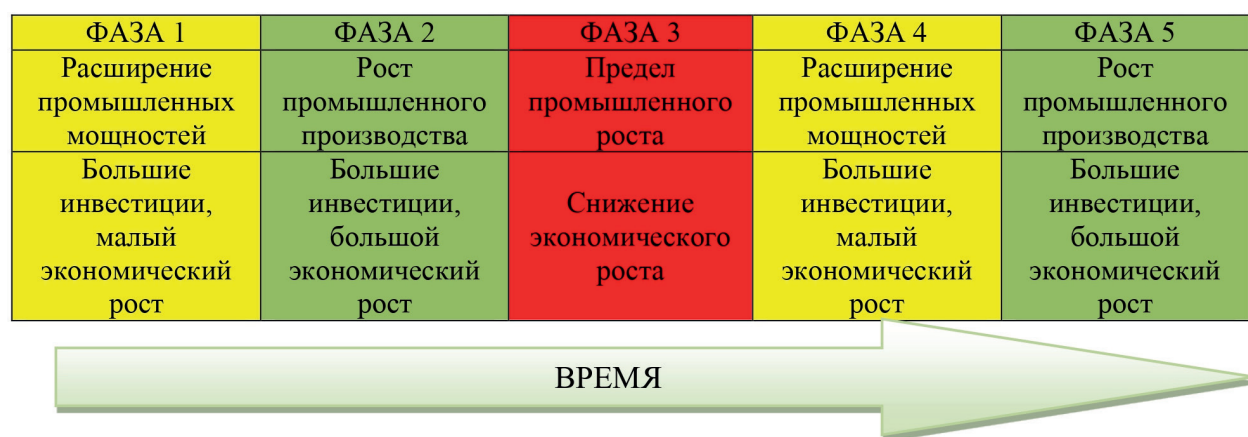 ФАЗА 1
ФАЗА 2
ФАЗА 3
ФАЗА 4
ФАЗА 5
Расширение
промышленных
мощностей
Рост
промышленного
производства
Предел
промышленного
роста
Расширение
промышленных
мощностей
Рост
промышленного
производства
Большие
инвестиции,
малый
экономический
рост
Большие
инвестиции,
большой
экономический
рост
Снижение
экономического
роста
Большие
инвестиции,
малый
экономический
рост
Большие
инвестиции,
большой
экономический
рост
ВРЕМЯ